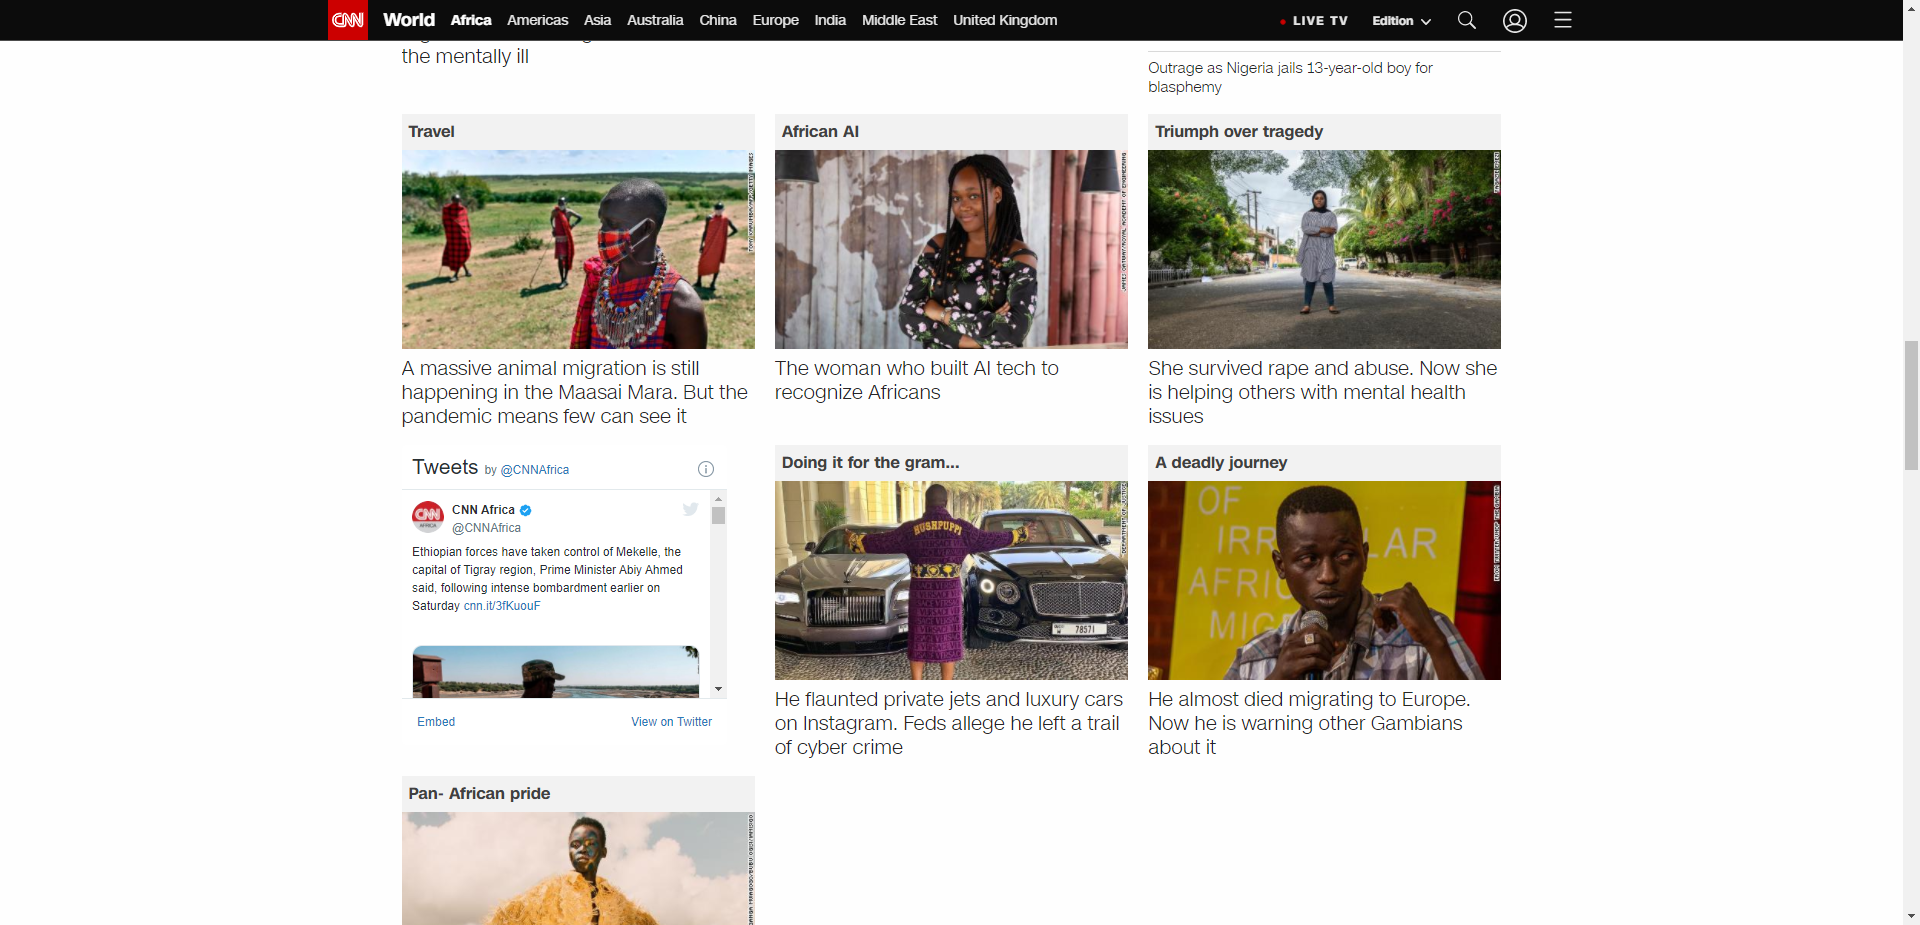 CNN World Africa Americas Asia Australia China Europe India Middle East United Kingdom
LIVE TV Edition
the mentally ill
Outrage as Nigeria jails 13-year-old boy for
blasphemy
Travel
A massive animal migration is still
happening in the Maasai Mara. But the
pandemic means few can see it
African AI
The woman who built AI tech to
recognize Africans
Triumph over tragedy
She survived rape and abuse. Now she
is helping others with mental health
issues
Tweets by @CNNAfrica
CNN Africa
@CNNAfrica
Ethiopian forces have taken control of Mekelle, the
capital of Tigray region, Prime Minister Abiy Ahmed
said, following intense bombardment earlier on
Saturday cnn.it/3fKuouF
Embed
View on Twitter
Doing it for the gram...
HUSHPUPPI
78571
He flaunted private jets and luxury cars
on Instagram. Feds allege he left a trail
of cyber crime
A deadly journey
OF
IRR LAR
AFRI
MIG
He almost died migrating to Europe.
Now he is warning other Gambians
about it
Pan- African pride